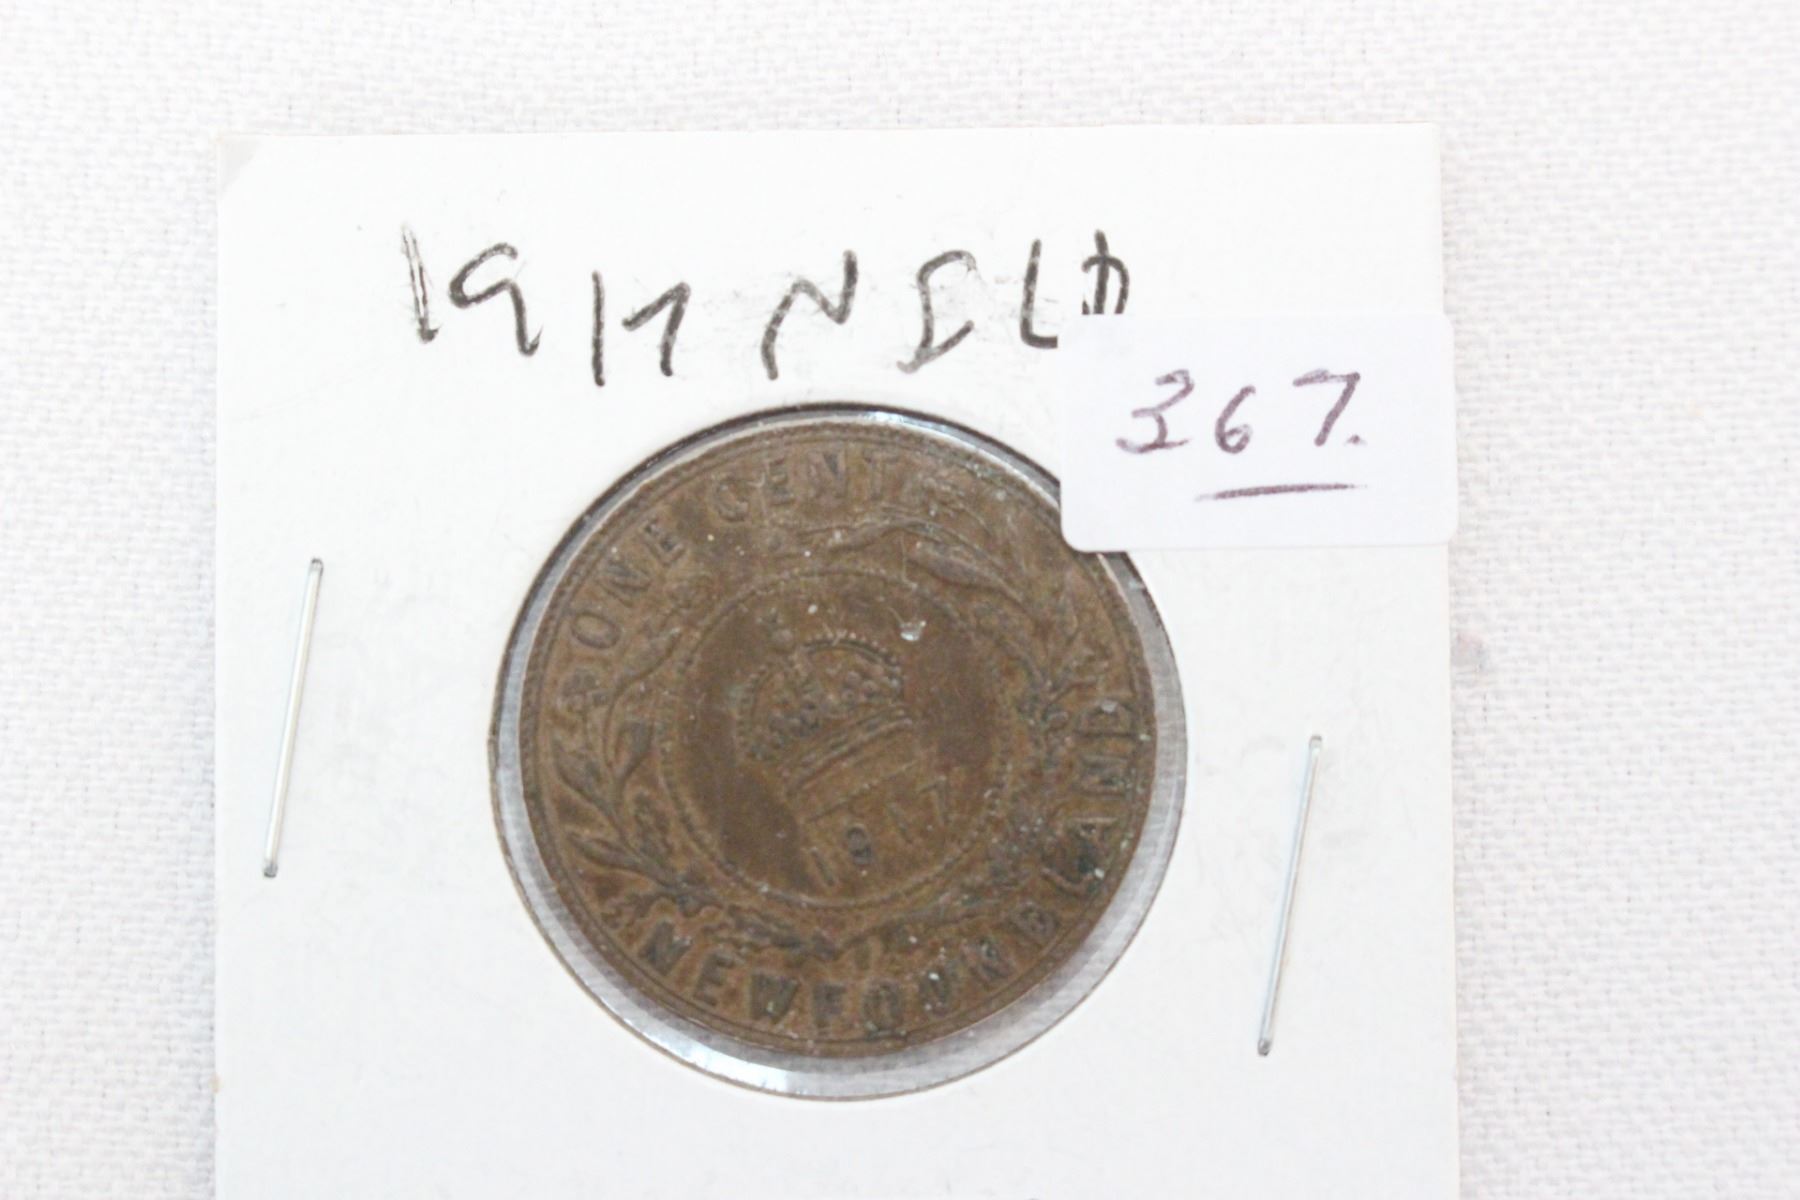 1917 NFLD
367.
ONE CENT
1917
NEWFOUNDLAND